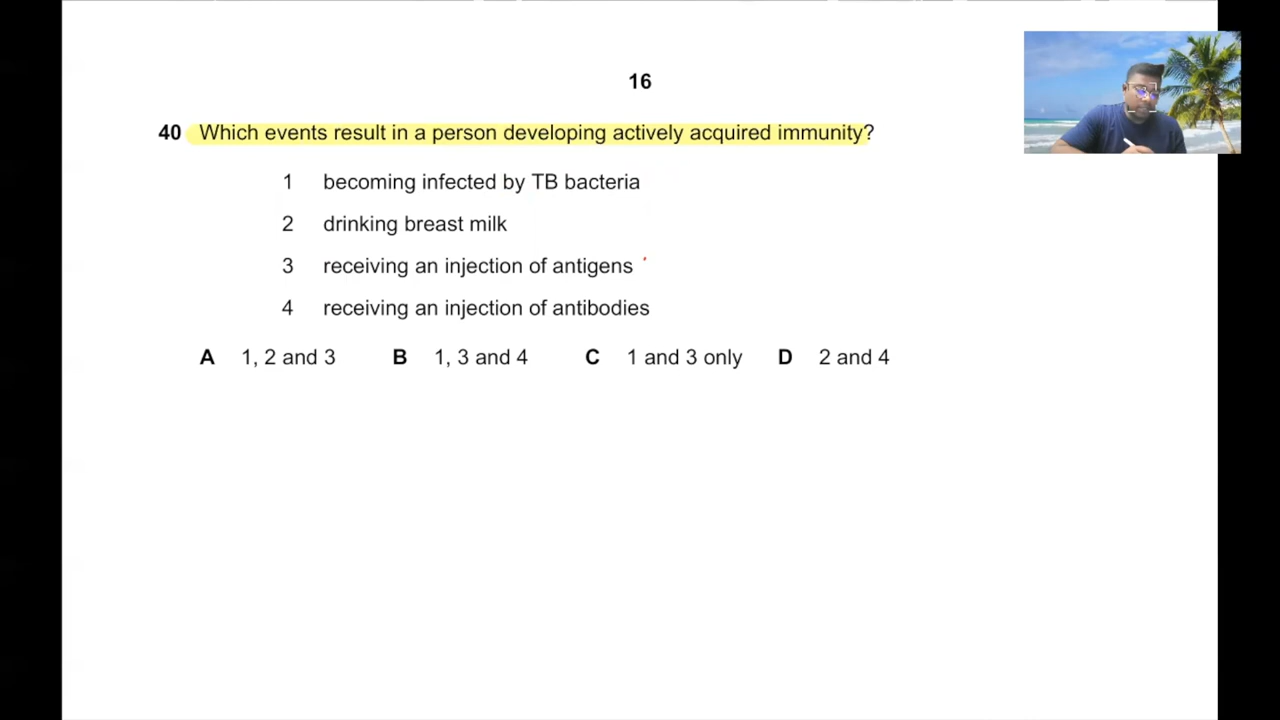 16
40 Which events result in a person developing actively acquired immunity?
1 becoming infected by TB bacteria
2 drinking breast milk
3 receiving an injection of antigens
4 receiving an injection of antibodies
A 1, 2 and 3 B 1, 3 and 4 C 1 and 3 only D 2 and 4